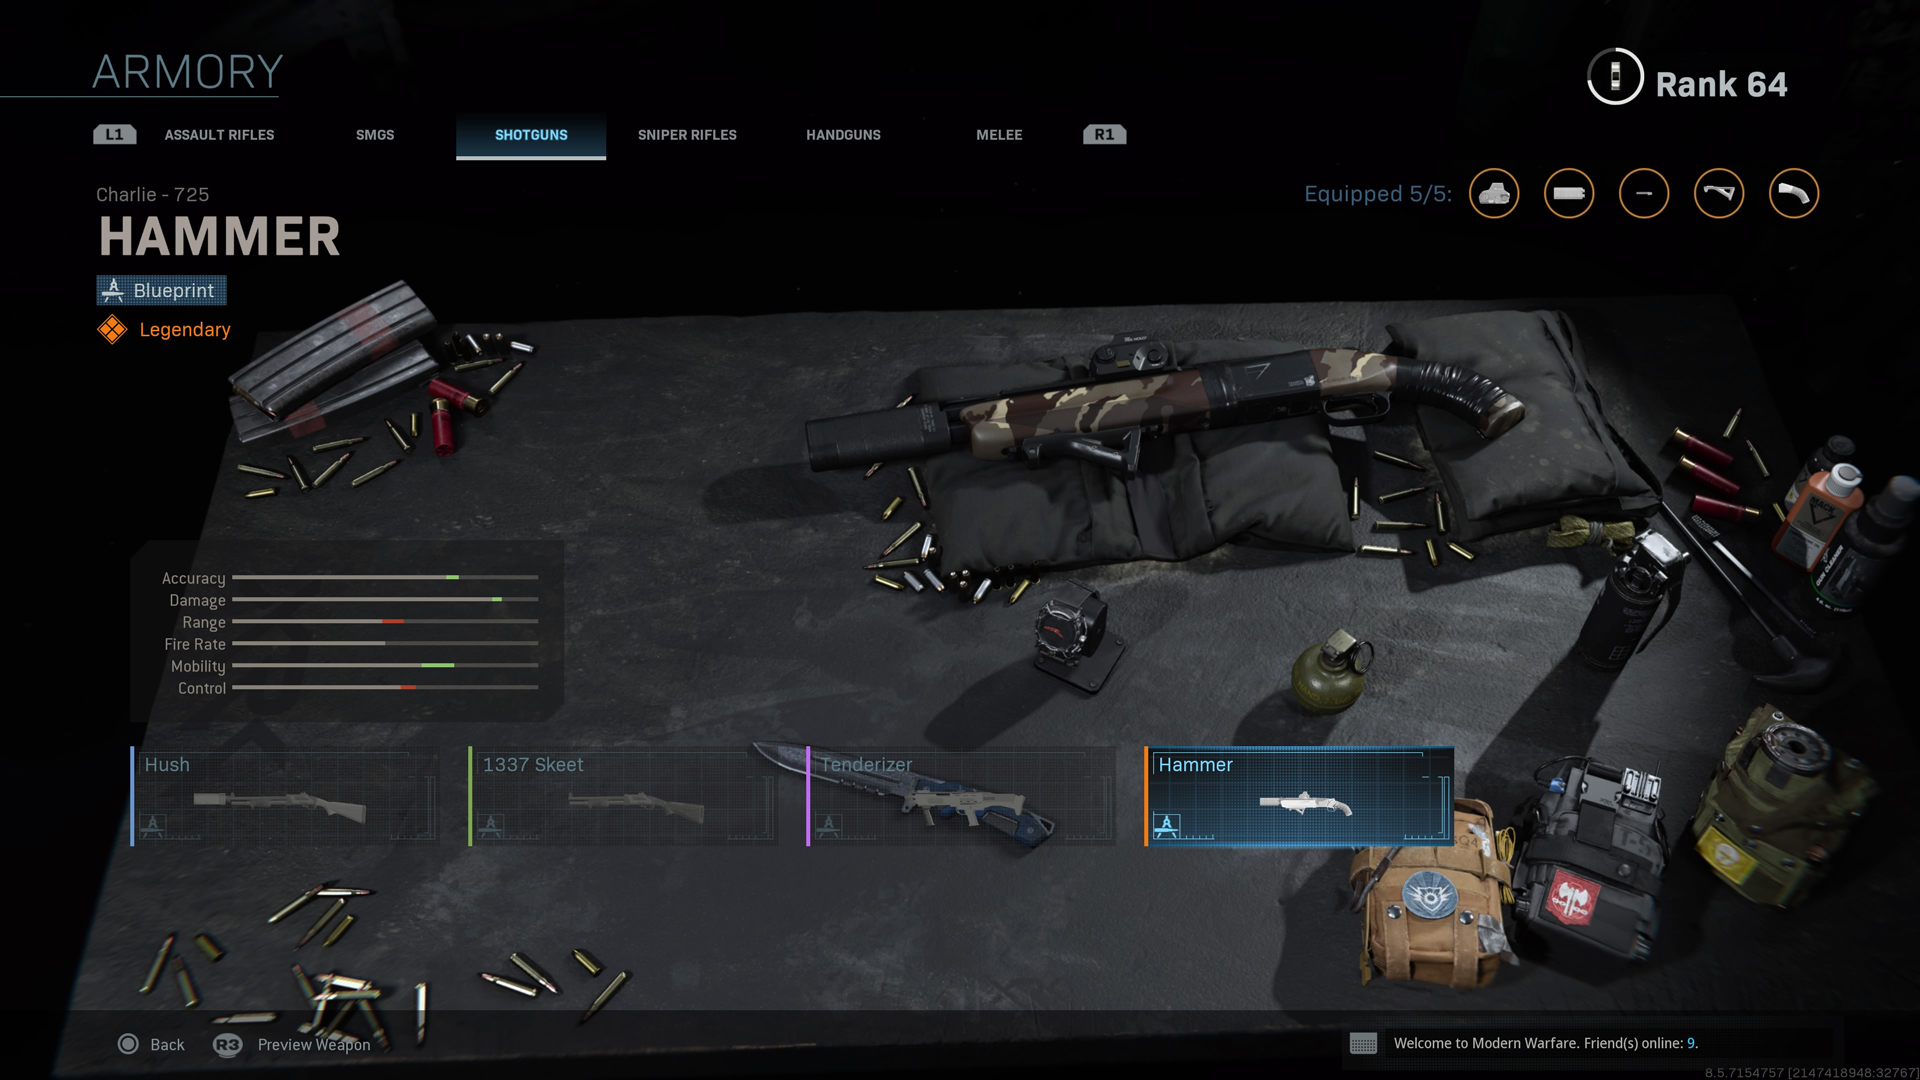 ARMORY
Rank 64
L1 ASSAULT RIFLES SMGS SHOTGUNS SNIPER RIFLES HANDGUNS MELEE R1
Charlie - 725
Equipped 5/5:
HAMMER
Blueprint
Legendary
Accuracy
Damage
Range
Fire Rate
Mobility
Control
Hush
1337 Skeet
Tenderizer
Hammer
Back
R3 Preview Weapon
Welcome to Modern Warfare. Friend(s) online: 9.
8.5.7154757 [2147418948:32767]